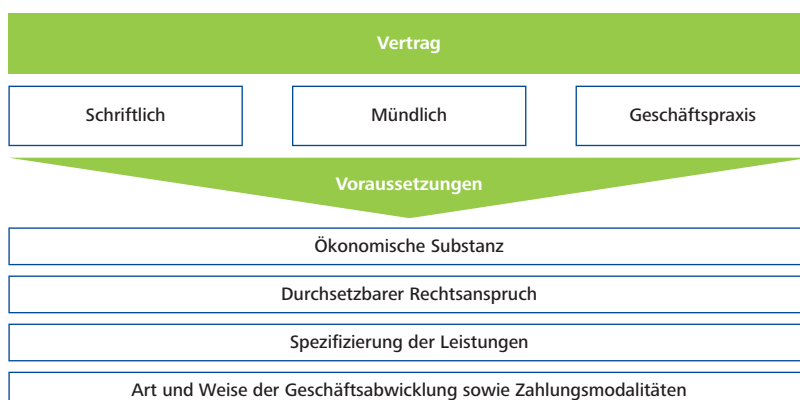 Vertrag
Schriftlich
Mündlich
Geschäftspraxis
Voraussetzungen
Ökonomische Substanz
Durchsetzbarer Rechtsanspruch
Spezifizierung der Leistungen
Art und Weise der Geschäftsabwicklung sowie Zahlungsmodalitäten